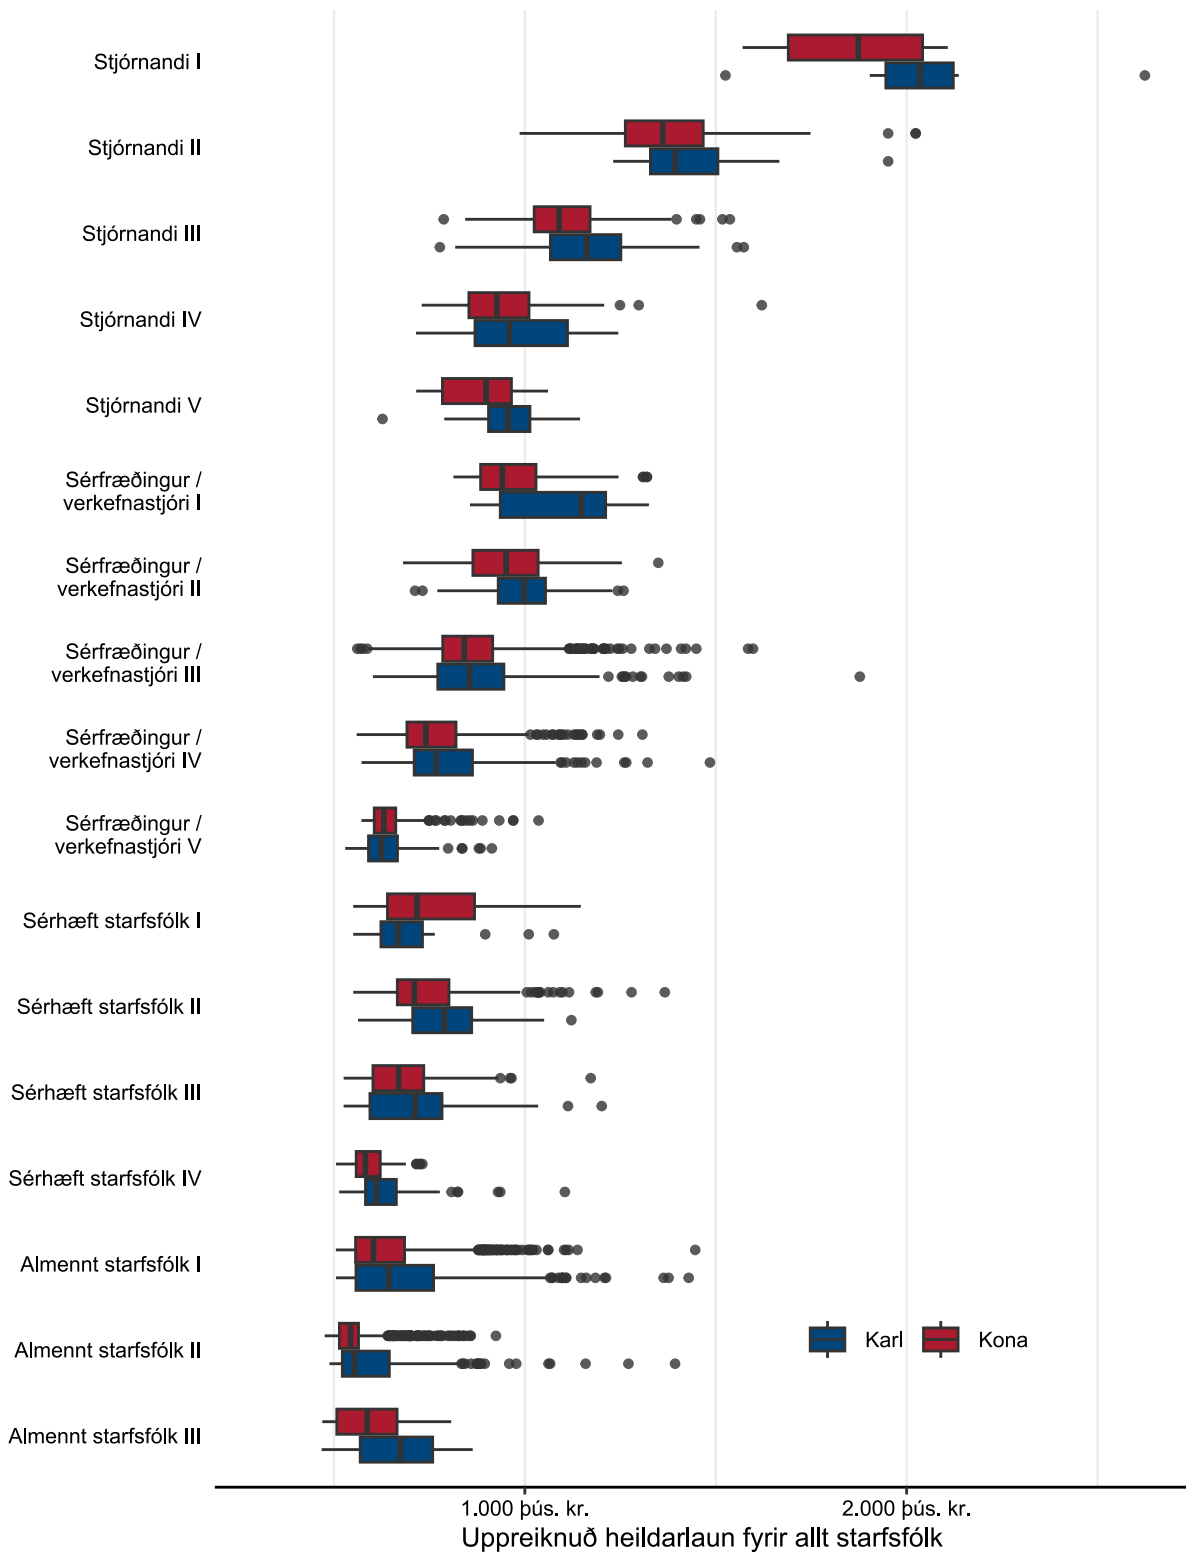 Stjórnandi I
Stjórnandi II
Stjórnandi III
Stjórnandi IV
Stjórnandi V
Sérfræðingur /
verkefnastjóri I
Sérfræðingur /
verkefnastjóri II
Sérfræðingur /
verkefnastjóri III
Sérfræðingur /
verkefnastjóri IV
Sérfræðingur /
verkefnastjóri V
Sérhæft starfsfólk I
Sérhæft starfsfólk II
Sérhæft starfsfólk III
Sérhæft starfsfólk IV
Almennt starfsfólk I
Almennt starfsfólk II
Karl Kona
Almennt starfsfólk III
1.000 þús. kr. 2.000 þús. kr.
Uppreiknuð heildarlaun fyrir allt starfsfólk